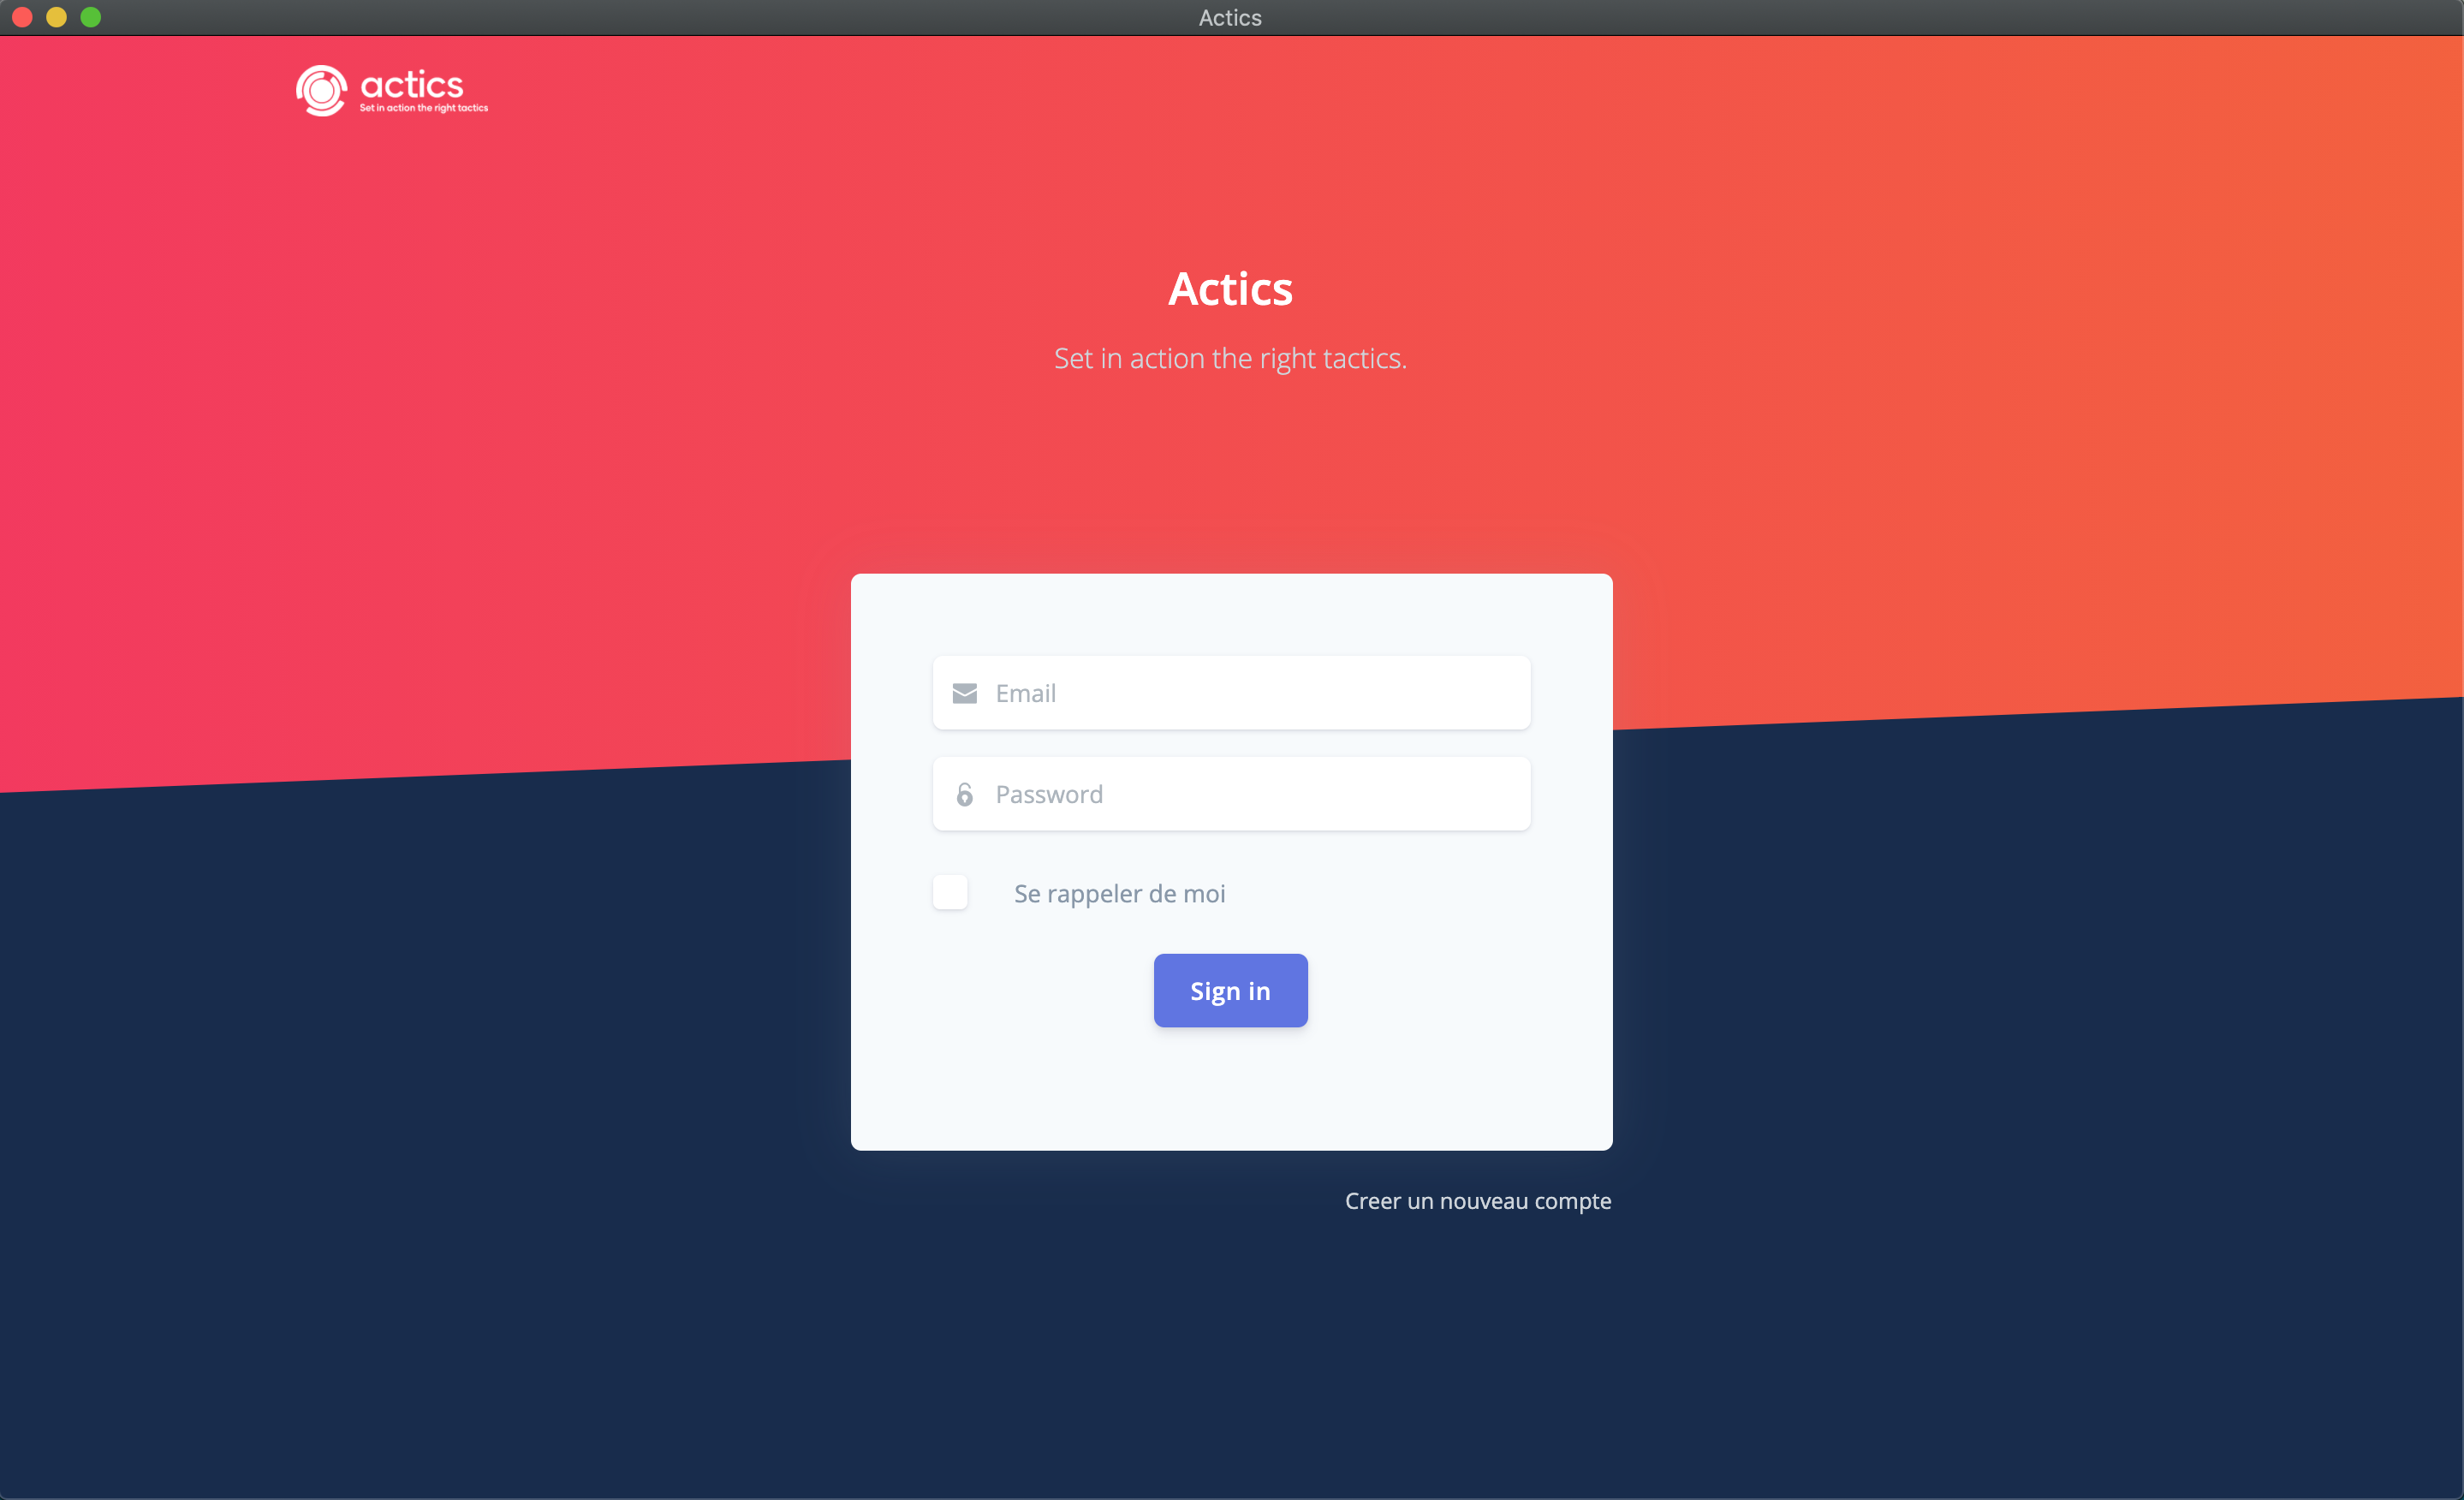 Actics
actics
Set in action the right tactics
Actics
Set in action the right tactics.
Email
Password
Se rappeler de moi
Sign in
Creer un nouveau compte